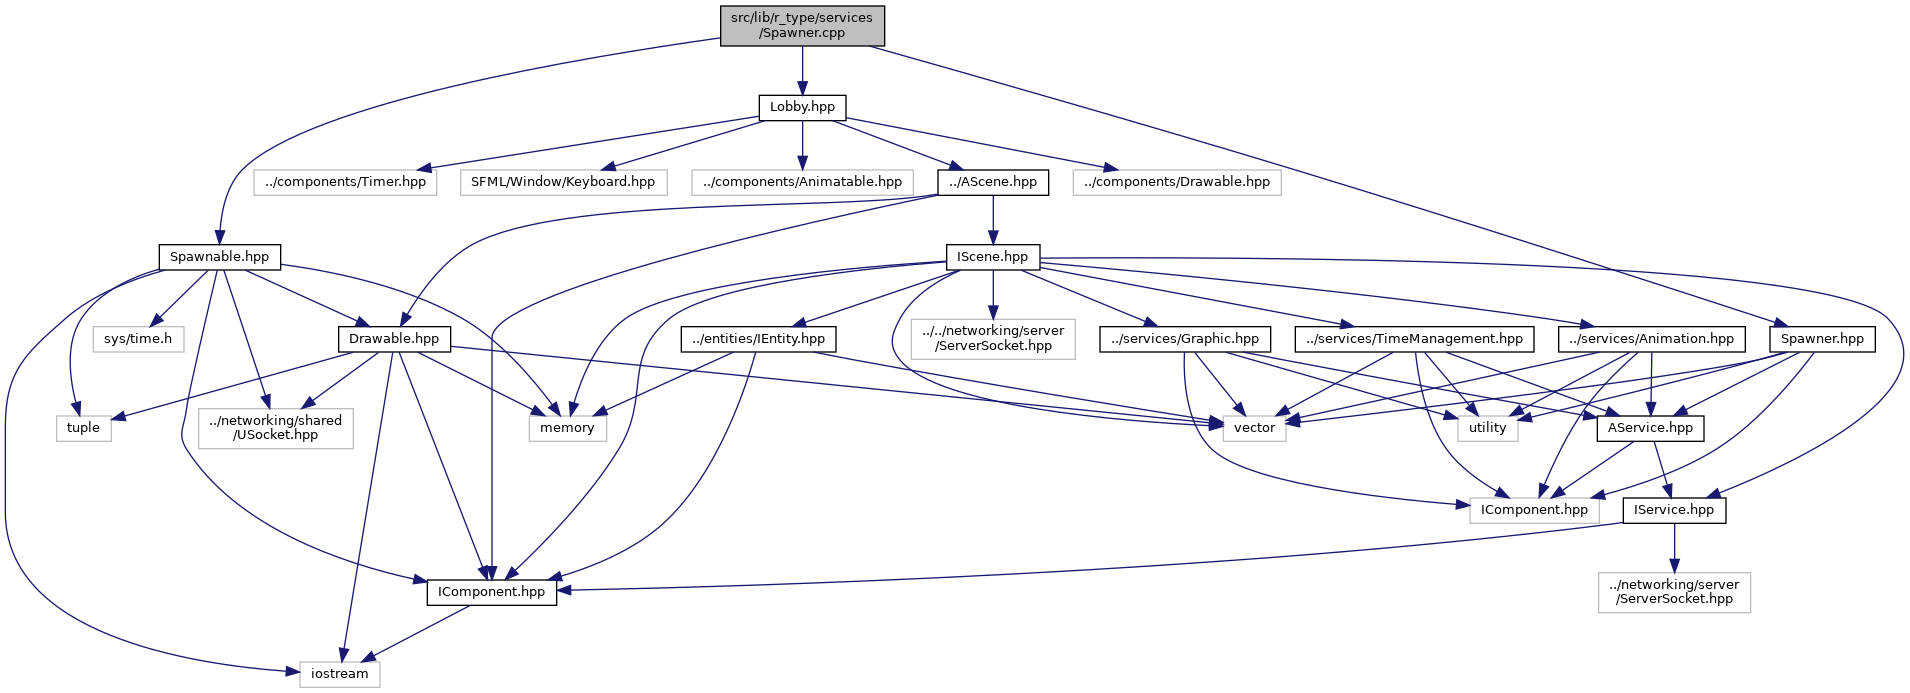 src/lib/r_type/services
/Spawner.cpp
Lobby.hpp
../components/Timer.hpp
SFML/Window/Keyboard.hpp
../components/Animatable.hpp
../AScene.hpp
../components/Drawable.hpp
Spawnable.hpp
IScene.hpp
sys/time.h
Drawable.hpp
../entities/IEntity.hpp
../../networking/server
/ServerSocket.hpp
../services/Graphic.hpp
../services/TimeManagement.hpp
../services/Animation.hpp
Spawner.hpp
tuple
../networking/shared
/USocket.hpp
memory
vector
utility
AService.hpp
IComponent.hpp
IService.hpp
IComponent.hpp
../networking/server
/ServerSocket.hpp
iostream